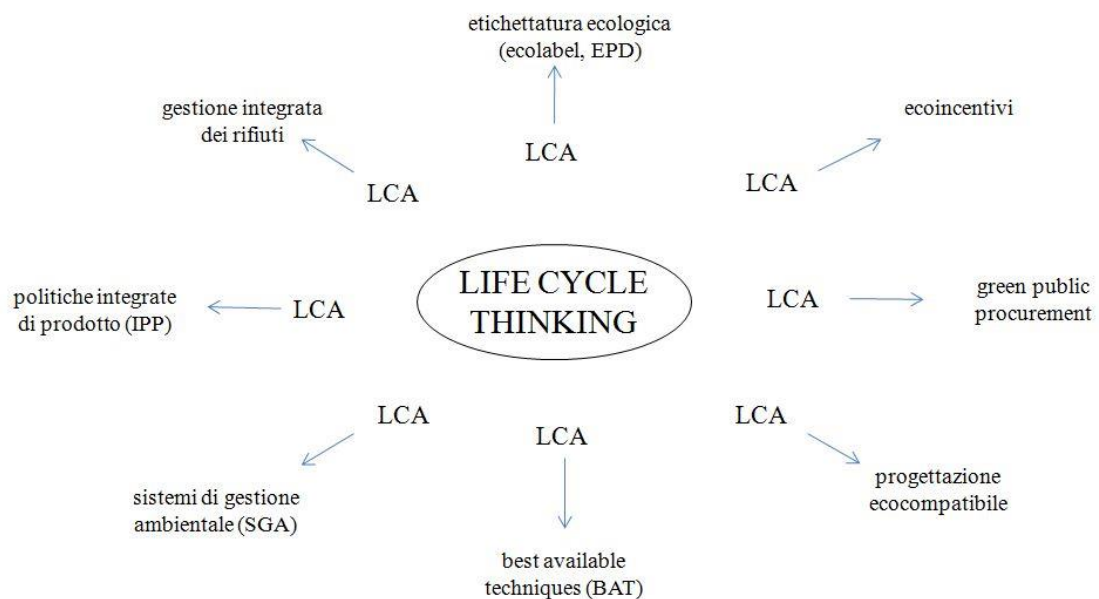 etichettatura ecologica
(ecolabel, EPD)
gestione integrata
dei rifiuti
ecoincentivi
LCA
LCA
LCA
politiche integrate
di prodotto (IPP)
LCA
LIFE CYCLE
THINKING
LCA
green public
procurement
LCA
LCA
LCA
sistemi di gestione
ambientale (SGA)
best available
techniques (BAT)
progettazione
ecocompatibile